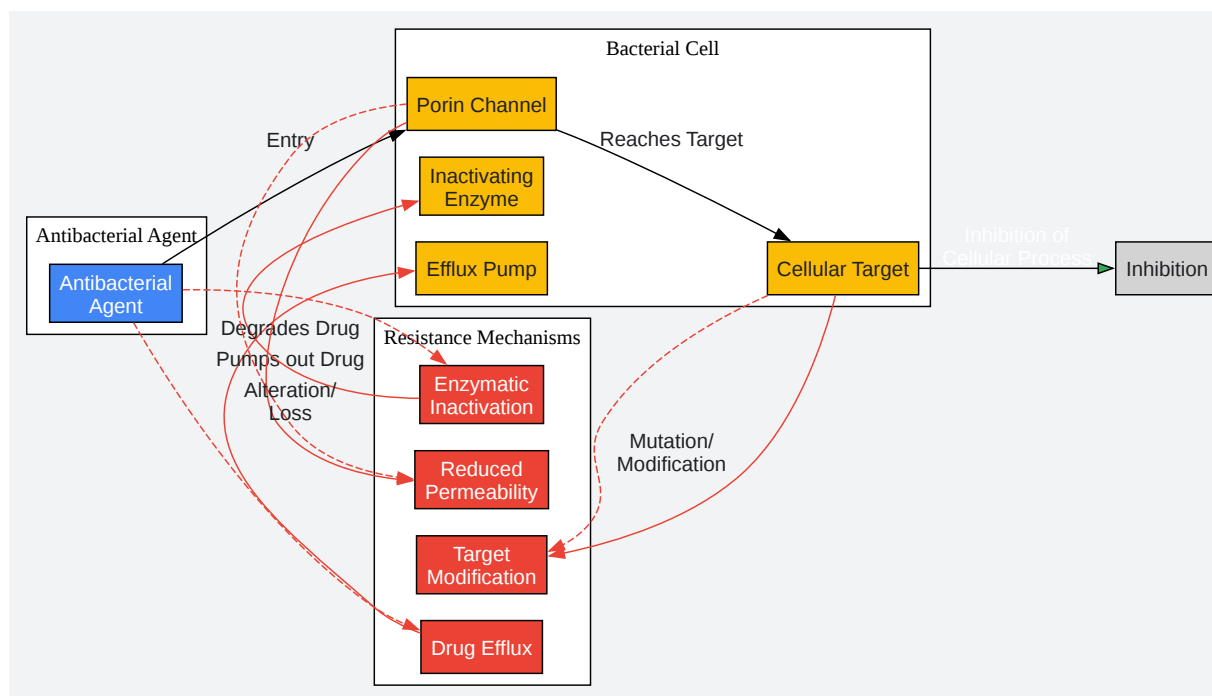 Bacterial Cell
Porin Channel
Entry
Reaches Target
Inactivating
Enzyme
Antibacterial Agent
Inhibition of
Cellular Process
Efflux Pump
Cellular Target
Inhibition
Antibacterial
Agent
Degrades Drug
Resistance Mechanisms
Pumps out Drug
Enzymatic
Inactivation
Alteration/
Loss
Mutation/
Modification
Reduced
Permeability
Target
Modification
Drug Efflux